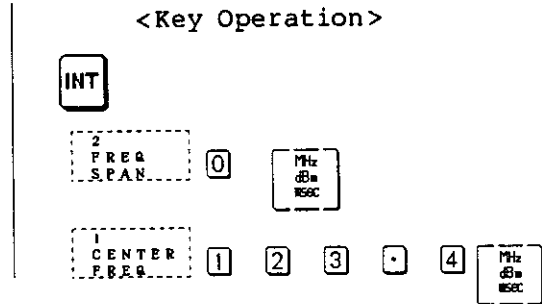 <Key Operation>
INT
2
FREQ
SPAN
0
MHz
dBm
msec
1
CENTER
FREQ
1 2 3 . 4
MHz
dBm
msec